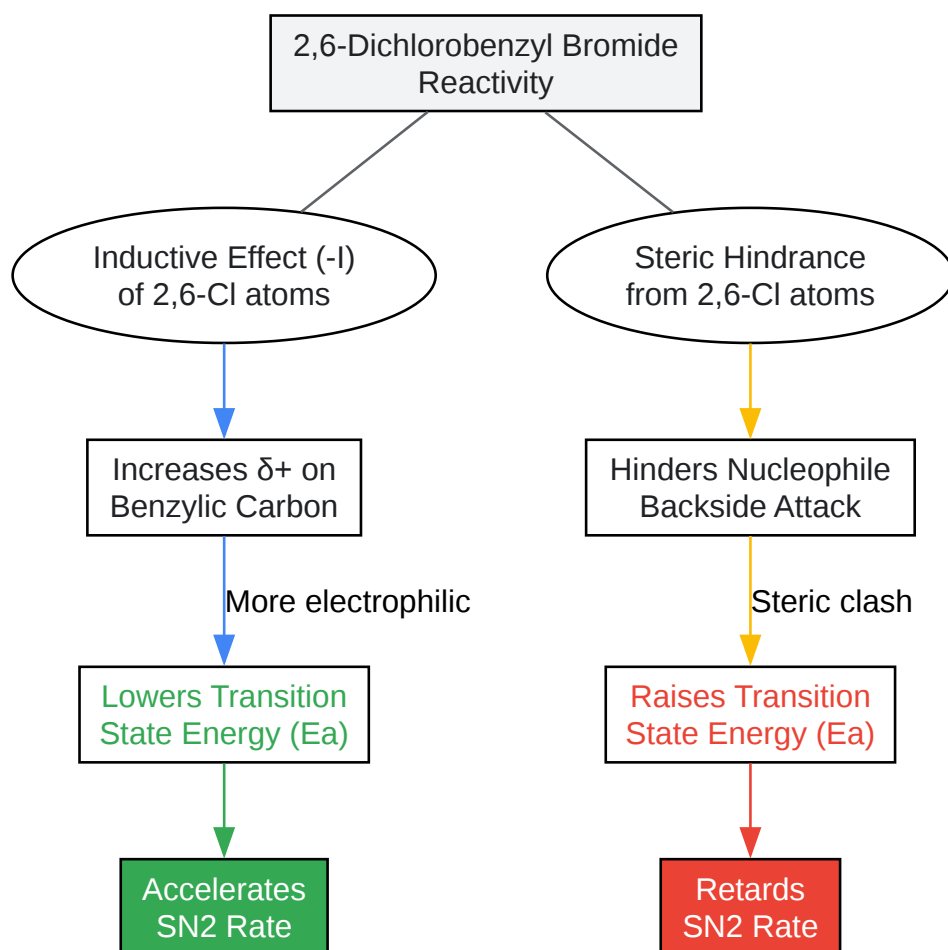 2,6-Dichlorobenzyl Bromide
Reactivity
Inductive Effect (-I)
of 2,6-Cl atoms
Steric Hindrance
from 2,6-Cl atoms
Increases δ+ on
Benzylic Carbon
Hinders Nucleophile
Backside Attack
More electrophilic
Steric clash
Lowers Transition
State Energy (Ea)
Raises Transition
State Energy (Ea)
Accelerates
SN2 Rate
Retards
SN2 Rate